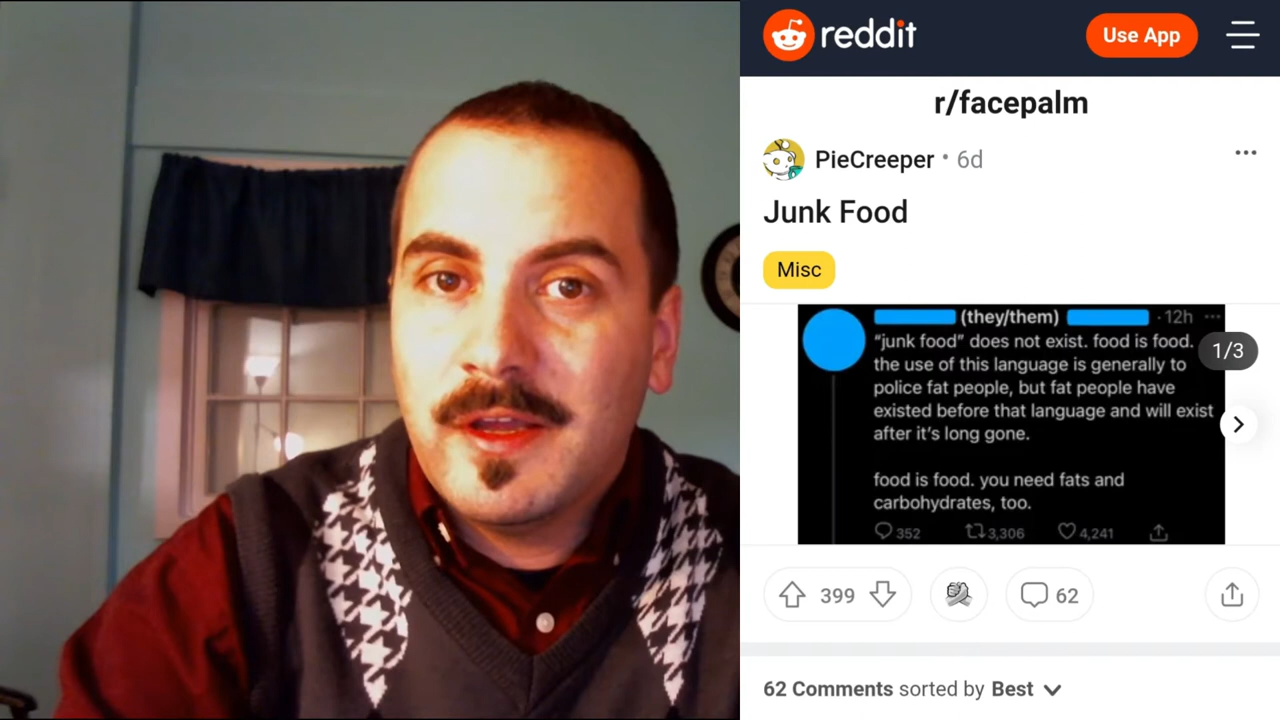 reddit
Use App
r/facepalm
PieCreeper • 6d
Junk Food
Misc
(they/them) · 12h
"junk food" does not exist. food is food.
the use of this language is generally to
police fat people, but fat people have
existed before that language and will exist
after it's long gone.
food is food. you need fats and
carbohydrates, too.
352 3,306 4,241
1/3
399 62
62 Comments sorted by Best